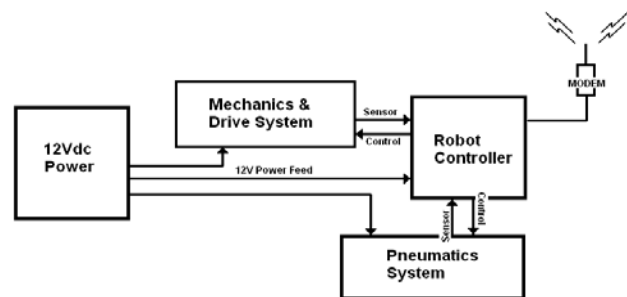 MODEM
Mechanics &
Drive System
Sensor
Control
Robot
Controller
12Vdc
Power
12V Power Feed
Sensor
Control
Pneumatics
System